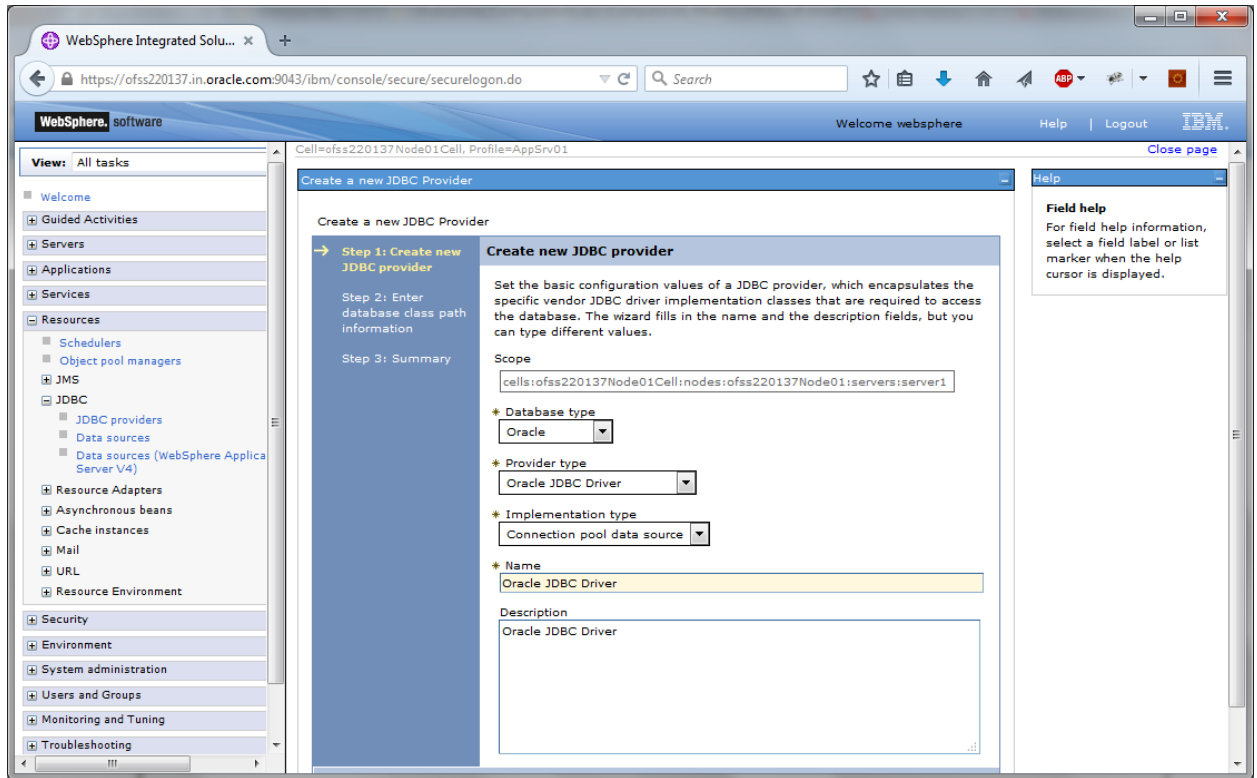 WebSphere Integrated Solu... ×
https://ofss220137.in.oracle.com:9043/ibm/console/secure/securelogon.do
Search
ABP
WebSphere. software
Welcome websphere
Help | Logout
IBM.
View: All tasks
Welcome
Guided Activities
Servers
Applications
Services
Resources
Schedulers
Object pool managers
JMS
JDBC
JDBC providers
Data sources
Data sources (WebSphere Applica
Server V4)
Resource Adapters
Asynchronous beans
Cache instances
Mail
URL
Resource Environment
Security
Environment
System administration
Users and Groups
Monitoring and Tuning
Troubleshooting
Cell=ofss220137Node01Cell, Profile=AppSrv01
Close page
Create a new JDBC Provider
Create a new JDBC Provider
Step 1: Create new
JDBC provider
Step 2: Enter
database class path
information
Step 3: Summary
Create new JDBC provider
Set the basic configuration values of a JDBC provider, which encapsulates the
specific vendor JDBC driver implementation classes that are required to access
the database. The wizard fills in the name and the description fields, but you
can type different values.
Scope
cells:ofss220137Node01Cell:nodes:ofss220137Node01:servers:server1
* Database type
Oracle
* Provider type
Oracle JDBC Driver
* Implementation type
Connection pool data source
* Name
Oracle JDBC Driver
Description
Oracle JDBC Driver
Help
Field help
For field help information,
select a field label or list
marker when the help
cursor is displayed.